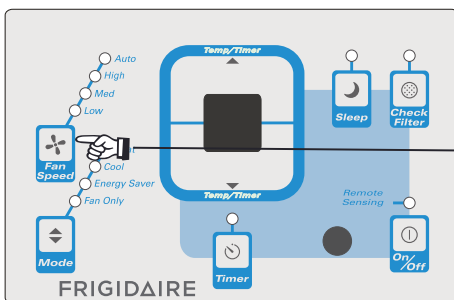 Auto
High
Med
Low
Fan
Speed
Cool
Energy Saver
Fan Only
Mode
Temp/Timer
Temp/Timer
Sleep
Check
Filter
Remote
Sensing
Timer
On/Off
FRIGIDAIRE